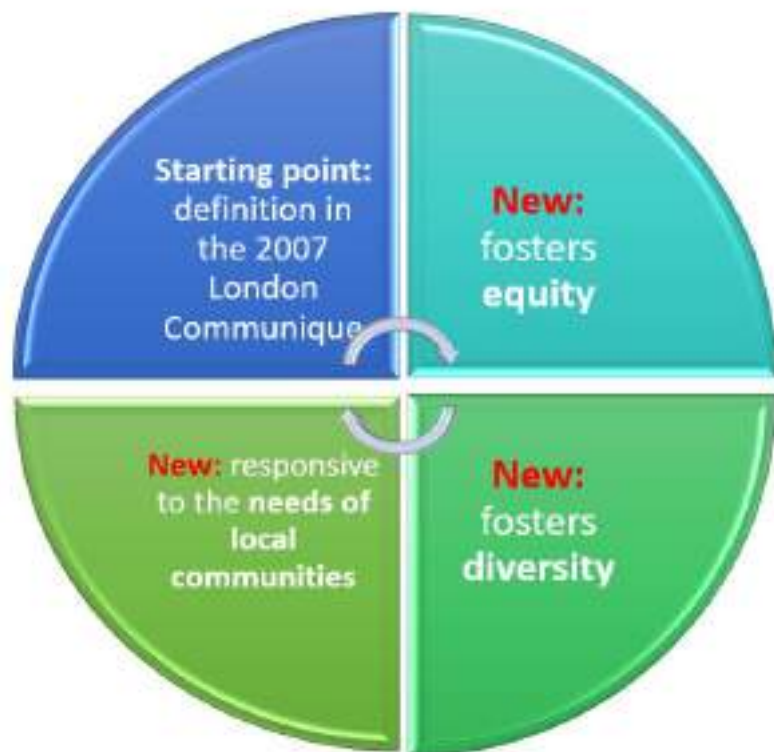 Starting point:
definition in
the 2007
London
Communique
New:
fosters
equity
New: responsive
to the needs of
local
communities
New:
fosters
diversity